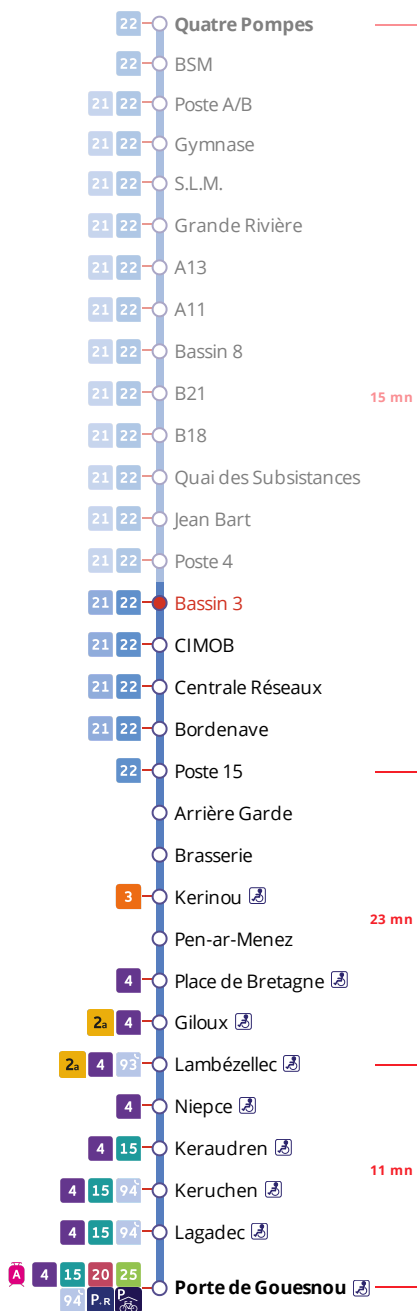 22 Quatre Pompes
22 BSM
21 22 Poste A/B
21 22 Gymnase
21 22 S.L.M.
21 22 Grande Rivière
21 22 A13
21 22 A11
21 22 Bassin 8
21 22 B21
15 mn
21 22 B18
21 22 Quai des Subsistances
21 22 Jean Bart
21 22 Poste 4
21 22 Bassin 3
21 22 CIMOB
21 22 Centrale Réseaux
21 22 Bordenave
22 Poste 15
Arrière Garde
Brasserie
3 Kerinou
23 mn
Pen-ar-Menez
4 Place de Bretagne
2a 4 Giloux
2a 4 93 Lambézellec
4 Niepce
4 15 Keraudren
11 mn
4 15 94 Keruchen
4 15 94 Lagadec
A 4 15 20 25
94 P.R P Porte de Gouesnou